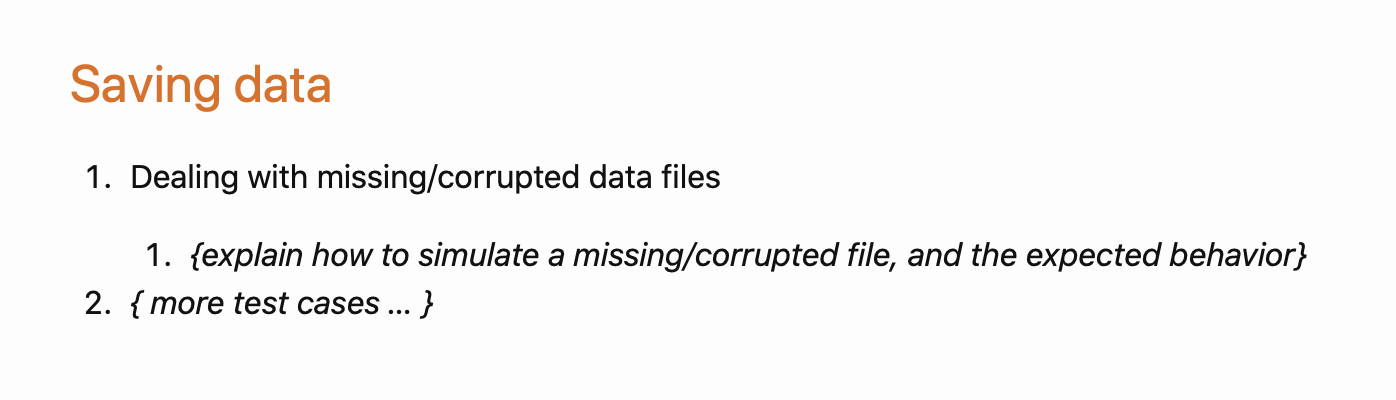 Saving data
1. Dealing with missing/corrupted data files
1. {explain how to simulate a missing/corrupted file, and the expected behavior}
2. { more test cases ... }